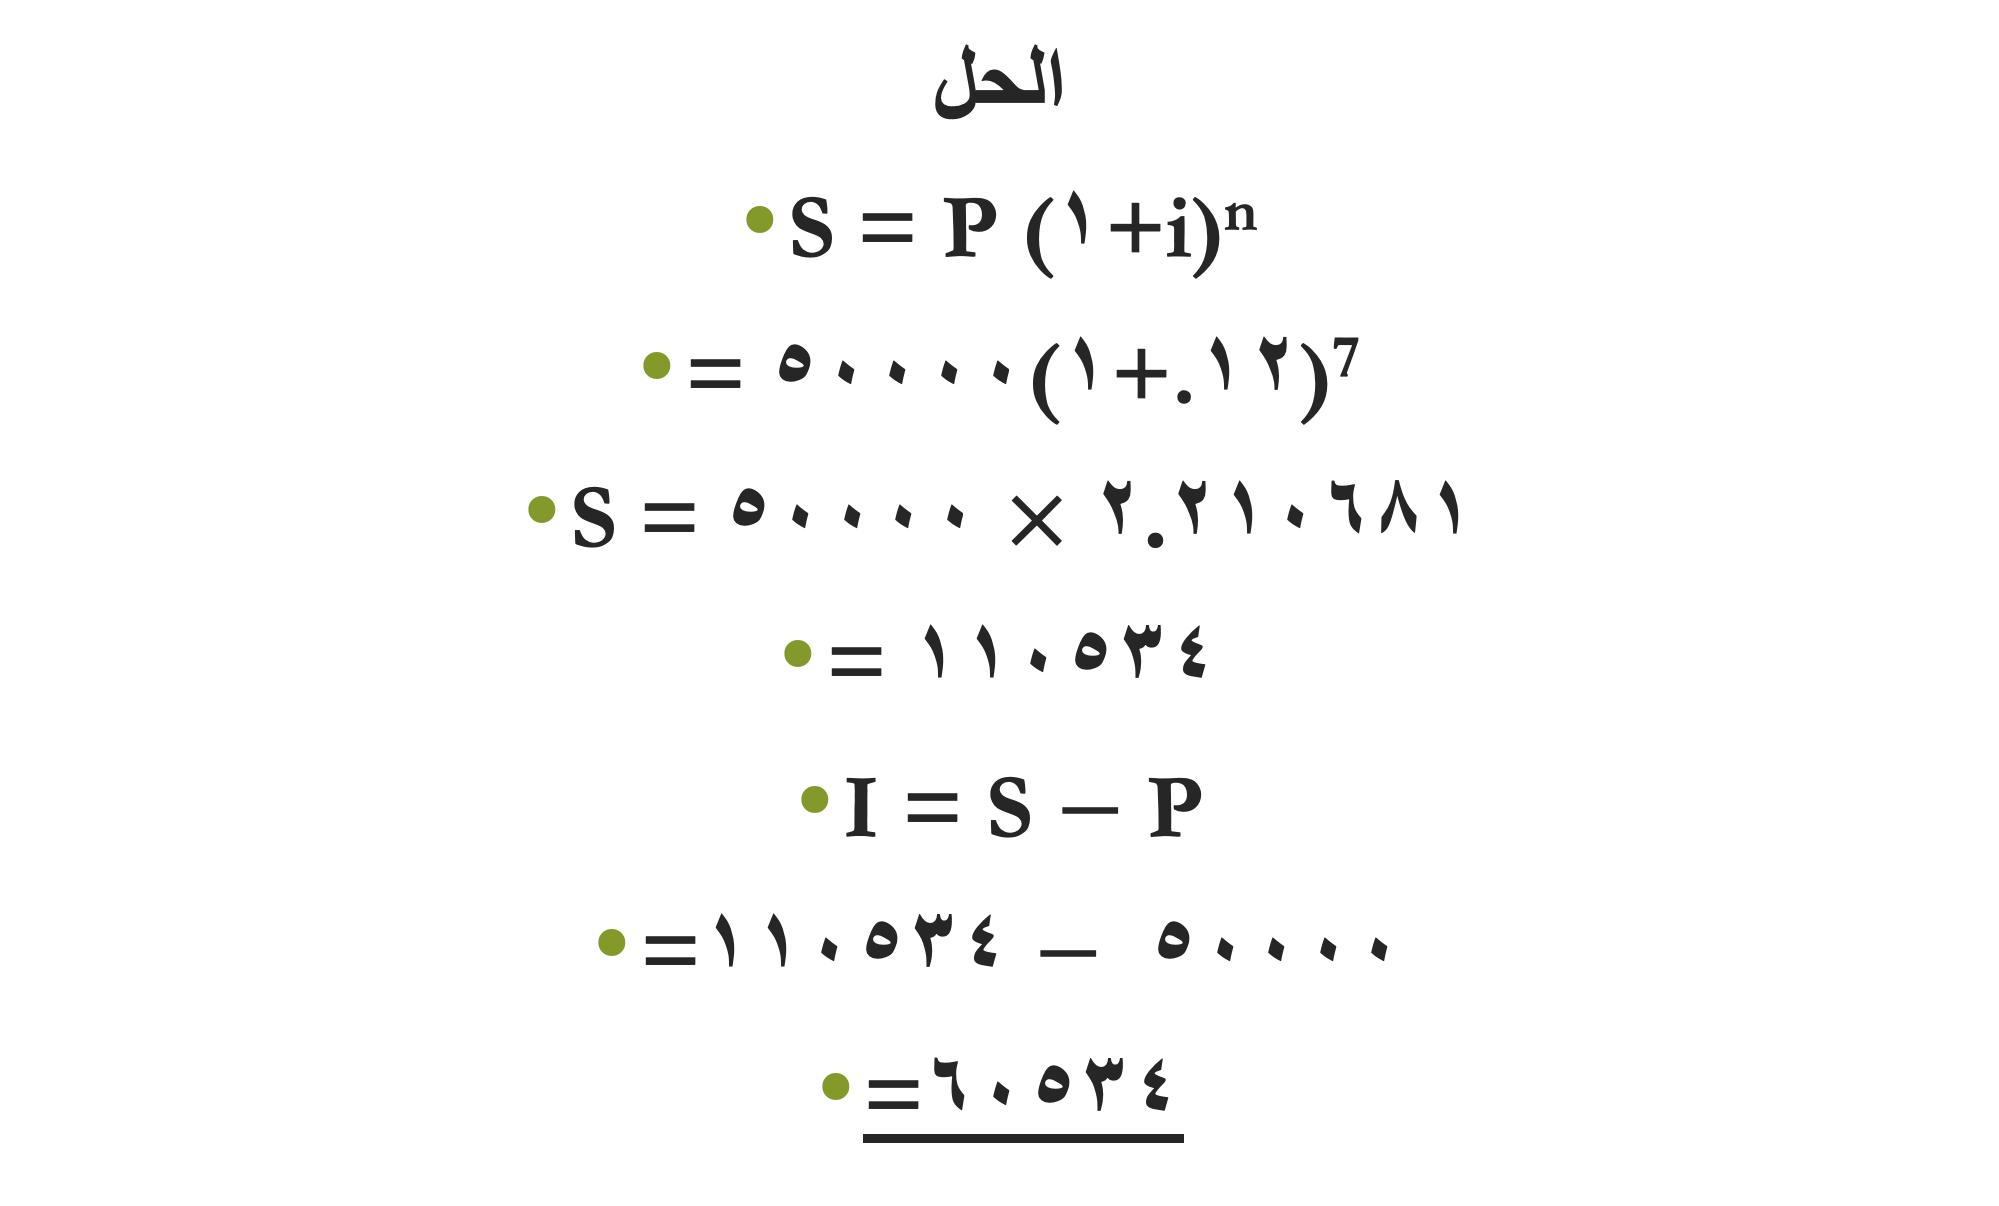 الحل
• S = P (١+i)ⁿ
• = ٥٠٠٠٠(١+.١٢)⁷
• S = ٥٠٠٠٠ × ٢.٢١٠٦٨١
• = ١١٠٥٣٤
• I = S – P
• =١١٠٥٣٤ – ٥٠٠٠٠
• =٦٠٥٣٤